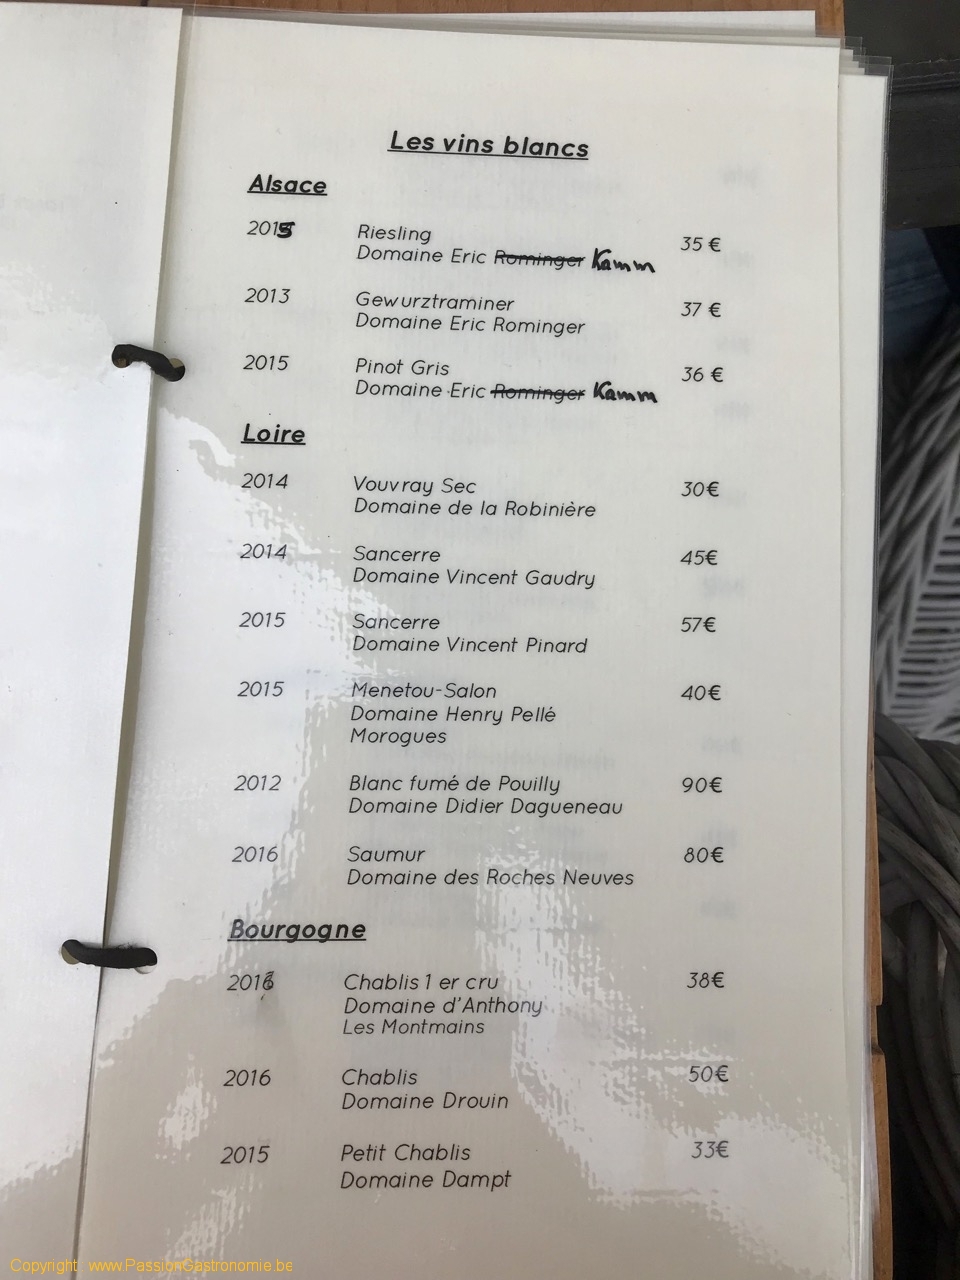 Les vins blancs
Alsace
2015 Riesling 35 €
Domaine Eric Rominger Kamm
2013 Gewurztraminer 37 €
Domaine Eric Rominger
2015 Pinot Gris 36 €
Domaine Eric Rominger Kamm
Loire
2014 Vouvray Sec 30€
Domaine de la Robinière
2014 Sancerre 45€
Domaine Vincent Gaudry
2015 Sancerre 57€
Domaine Vincent Pinard
2015 Menetou-Salon 40€
Domaine Henry Pellé
Morogues
2012 Blanc fumé de Pouilly 90€
Domaine Didier Dagueneau
2016 Saumur 80€
Domaine des Roches Neuves
Bourgogne
Chablis 1 er cru 38€
Domaine d'Anthony
Les Montmains
2016 Chablis 50€
Domaine Drouin
2015 Petit Chablis 33€
Domaine Dampt
Copyright www.PassionGastronomie.be